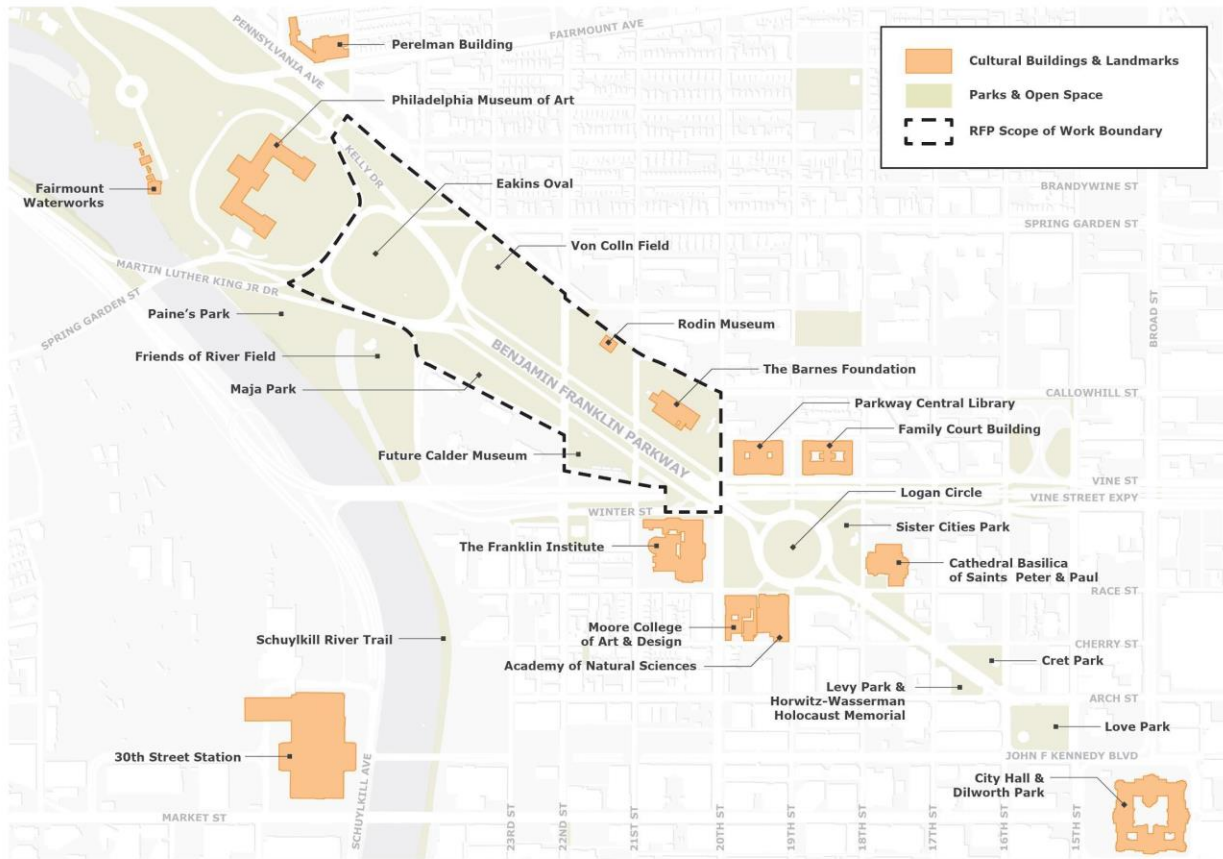 PENNSYLVANIA AVE
Perelman Building
FAIRMOUNT AVE
Cultural Buildings & Landmarks
Parks & Open Space
RFP Scope of Work Boundary
Philadelphia Museum of Art
KELLY DR
Eakins Oval
Fairmount
Waterworks
BRANDYWINE ST
SPRING GARDEN ST
Von Colln Field
MARTIN LUTHER KING JR DR
SPRING GARDEN ST
Paine's Park
BROAD ST
Rodin Museum
Friends of River Field
BENJAMIN FRANKLIN PARKWAY
The Barnes Foundation
Maja Park
CALLOWHILL ST
Parkway Central Library
Family Court Building
Future Calder Museum
VINE ST
Logan Circle
VINE STREET EXPY
WINTER ST
Sister Cities Park
The Franklin Institute
Cathedral Basilica
of Saints Peter & Paul
RACE ST
Moore College
of Art & Design
Schuylkill River Trail
CHERRY ST
Academy of Natural Sciences
Cret Park
Levy Park &
Horwitz-Wasserman
Holocaust Memorial
ARCH ST
Love Park
30th Street Station
JOHN F KENNEDY BLVD
City Hall &
Dilworth Park
SCHUYLKILL AVE
MARKET ST
23RD ST
22ND ST
21ST ST
20TH ST
19TH ST
18TH ST
17TH ST
16TH ST
15TH ST